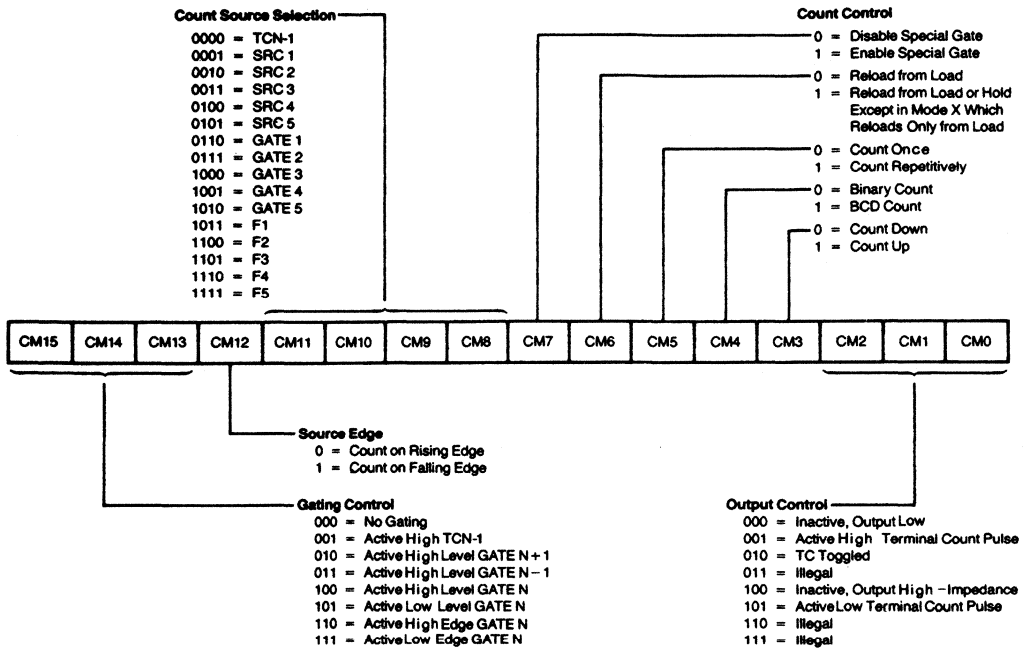 Count Source Selection
0000 = TCN-1
0001 = SRC 1
0010 = SRC 2
0011 = SRC 3
0100 = SRC 4
0101 = SRC 5
0110 = GATE 1
0111 = GATE 2
1000 = GATE 3
1001 = GATE 4
1010 = GATE 5
1011 = F1
1100 = F2
1101 = F3
1110 = F4
1111 = F5
Count Control
0 = Disable Special Gate
1 = Enable Special Gate
0 = Reload from Load
1 = Reload from Load or Hold
Except in Mode X Which
Reloads Only from Load
0 = Count Once
1 = Count Repetitively
0 = Binary Count
1 = BCD Count
0 = Count Down
1 = Count Up
CM15 CM14 CM13 CM12 CM11 CM10 CM9 CM8 CM7 CM6 CM5 CM4 CM3 CM2 CM1 CM0
Source Edge
0 = Count on Rising Edge
1 = Count on Falling Edge
Gating Control
000 = No Gating
001 = Active High TCN-1
010 = Active High Level GATE N+1
011 = Active High Level GATE N−1
100 = Active High Level GATE N
101 = Active Low Level GATE N
110 = Active High Edge GATE N
111 = Active Low Edge GATE N
Output Control
000 = Inactive, Output Low
001 = Active High Terminal Count Pulse
010 = TC Toggled
011 = Illegal
100 = Inactive, Output High -Impedance
101 = Active Low Terminal Count Pulse
110 = Illegal
111 = Illegal